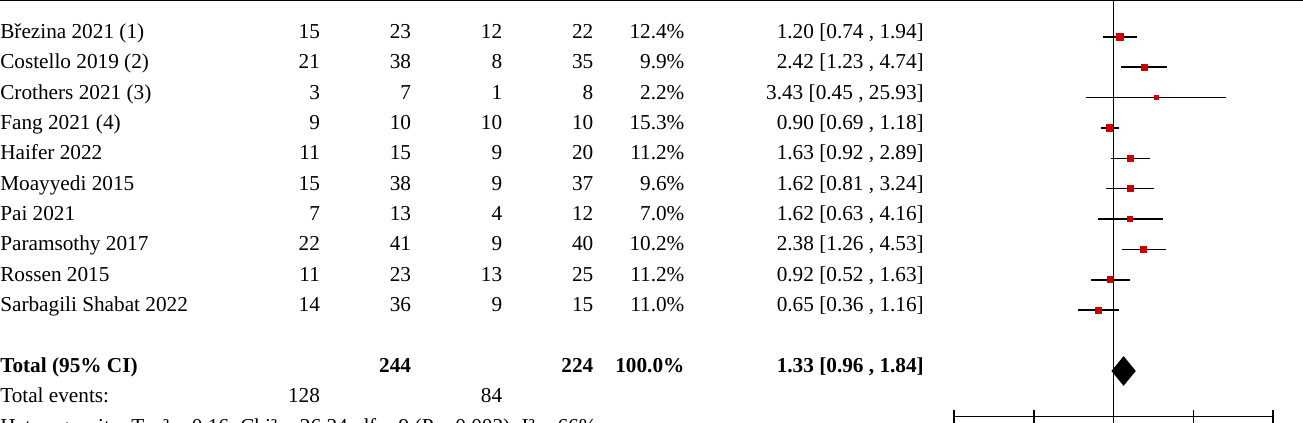 Březina 2021 (1) 15 23 12 22 12.4% 1.20 [0.74 , 1.94]
Costello 2019 (2) 21 38 8 35 9.9% 2.42 [1.23 , 4.74]
Crothers 2021 (3) 3 7 1 8 2.2% 3.43 [0.45 , 25.93]
Fang 2021 (4) 9 10 10 10 15.3% 0.90 [0.69 , 1.18]
Haifer 2022 11 15 9 20 11.2% 1.63 [0.92 , 2.89]
Moayyedi 2015 15 38 9 37 9.6% 1.62 [0.81 , 3.24]
Pai 2021 7 13 4 12 7.0% 1.62 [0.63 , 4.16]
Paramsothy 2017 22 41 9 40 10.2% 2.38 [1.26 , 4.53]
Rossen 2015 11 23 13 25 11.2% 0.92 [0.52 , 1.63]
Sarbagili Shabat 2022 14 36 9 15 11.0% 0.65 [0.36 , 1.16]
Total (95% CI) 244 224 100.0% 1.33 [0.96 , 1.84]
Total events: 128 84